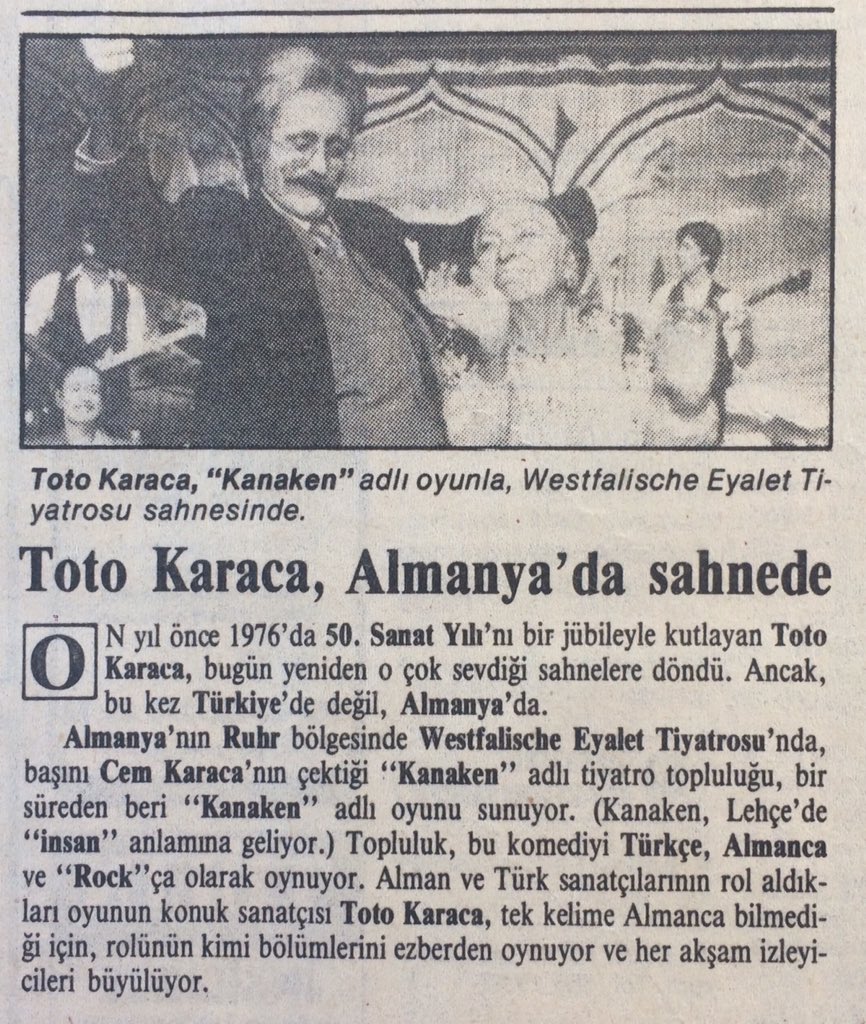 Toto Karaca, “Kanaken” adlı oyunla, Westfalische Eyalet Ti-
yatrosu sahnesinde.
Toto Karaca, Almanya’da sahnede
ON yıl önce 1976’da 50. Sanat Yılı’nı bir jübileyle kutlayan Toto
Karaca, bugün yeniden o çok sevdiği sahnelere döndü. Ancak,
bu kez Türkiye’de değil, Almanya’da.
Almanya’nın Ruhr bölgesinde Westfalische Eyalet Tiyatrosu’nda,
başını Cem Karaca’nın çektiği “Kanaken” adlı tiyatro topluluğu, bir
süreden beri “Kanaken” adlı oyunu sunuyor. (Kanaken, Lehçe’de
“insan” anlamına geliyor.) Topluluk, bu komediyi Türkçe, Almanca
ve “Rock”ça olarak oynuyor. Alman ve Türk sanatçılarının rol aldık-
ları oyunun konuk sanatçısı Toto Karaca, tek kelime Almanca bilmedi-
ği için, rolünün kimi bölümlerini ezberden oynuyor ve her akşam izleyi-
cileri büyülüyor.